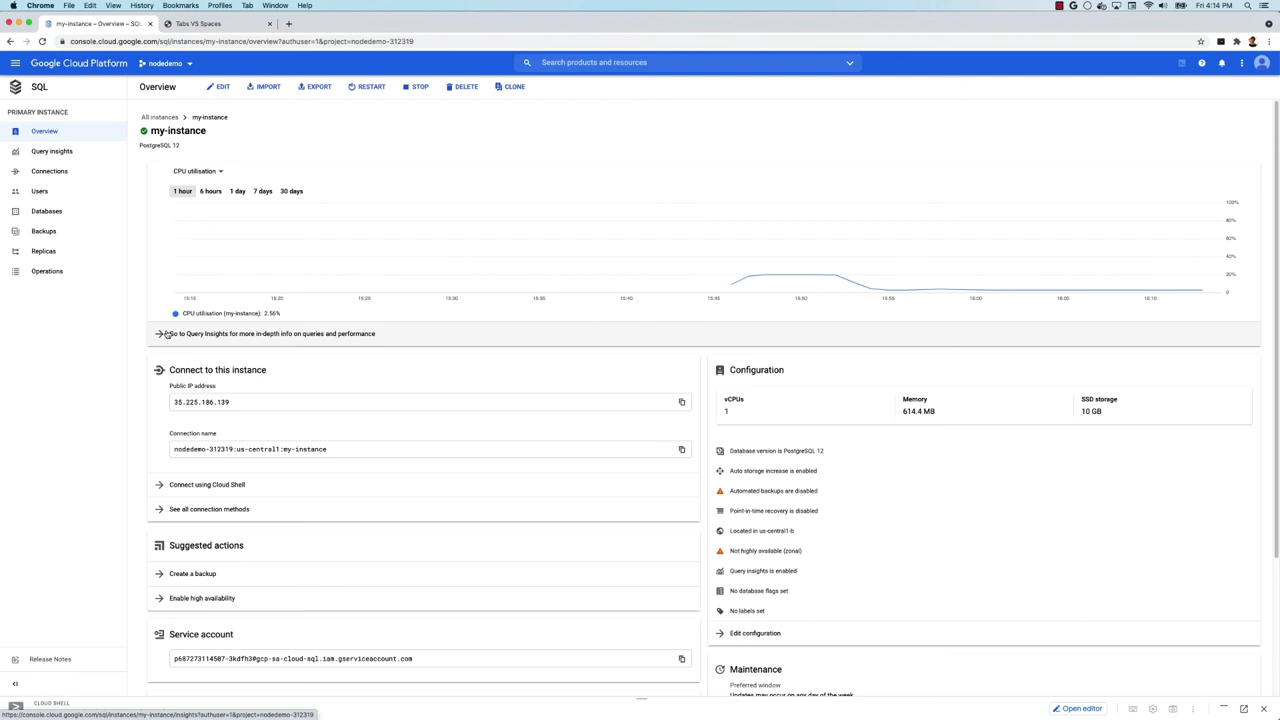 Chrome File Edit View History Bookmarks Profiles Tab Window Help Fri 4:14 PM
my-instance – Overview – SQL Tabs VS Spaces
console.cloud.google.com/sql/instances/my-instance/overview?authuser=1&project=nodedemo-312319
Google Cloud Platform nodedemo Search products and resources
SQL Overview EDIT IMPORT EXPORT RESTART STOP DELETE CLONE
PRIMARY INSTANCE
Overview
Query insights
Connections
Users
Databases
Backups
Replicas
Operations
Release Notes
All instances my-instance
my-instance
PostgreSQL 12
CPU utilisation
1 hour 6 hours 1 day 7 days 30 days
100%
80%
60%
40%
20%
0
15:15 15:20 15:25 15:30 15:35 15:40 15:45 15:50 15:55 16:00 16:05 16:10
CPU utilisation (my-instance): 2.56%
Go to Query Insights for more in-depth info on queries and performance
Connect to this instance
Public IP address
35.225.186.139
Connection name
nodedemo-312319:us-central1:my-instance
Connect using Cloud Shell
See all connection methods
Suggested actions
Create a backup
Enable high availability
Service account
p687273114507-3kdfh3@gcp-sa-cloud-sql.iam.gserviceaccount.com
Configuration
vCPUs Memory SSD storage
1 614.4 MB 10 GB
Database version is PostgreSQL 12
Auto storage increase is enabled
Automated backups are disabled
Point-in-time recovery is disabled
Located in us-central1-b
Not highly available (zonal)
Query insights is enabled
No database flags set
No labels set
Edit configuration
Maintenance
Preferred window
Updates may occur on any day of the week
CLOUD SHELL
Open editor
https://console.cloud.google.com/sql/instances/my-instance/insights?authuser=1&project=nodedemo-312319